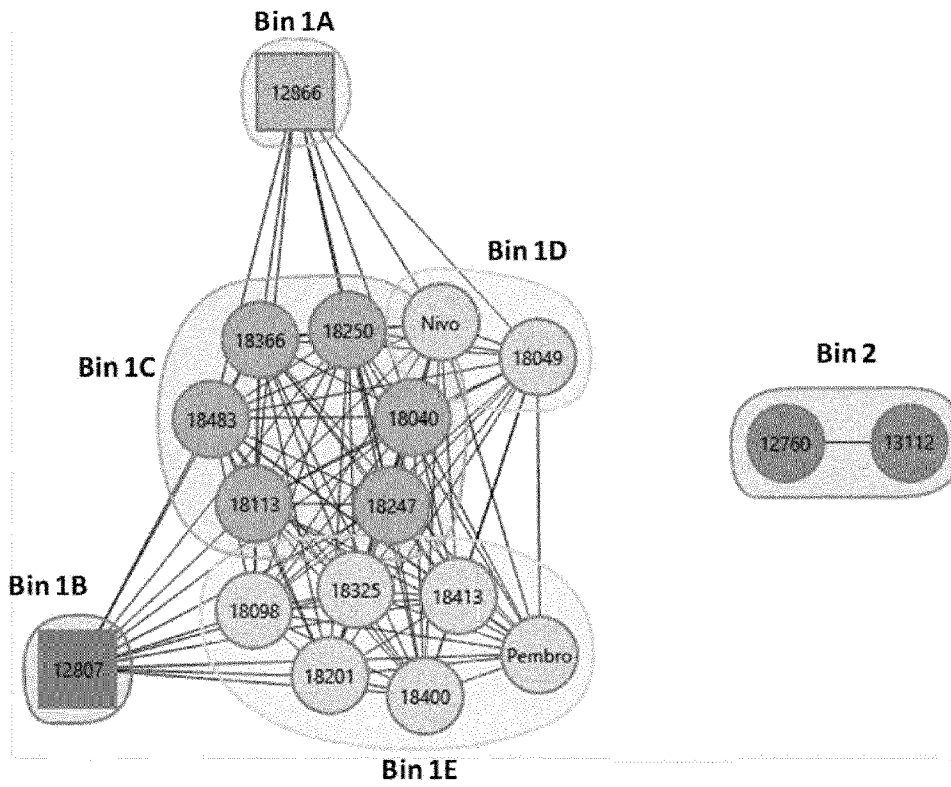 Bin 1A
12866
Bin 1D
Nivo
18250
18366
18049
Bin 2
Bin 1C
18483
18040
12760
13112
18113
18247
Bin 1B
18325
18413
18098
12807
Pembro
18201
18400
Bin 1E